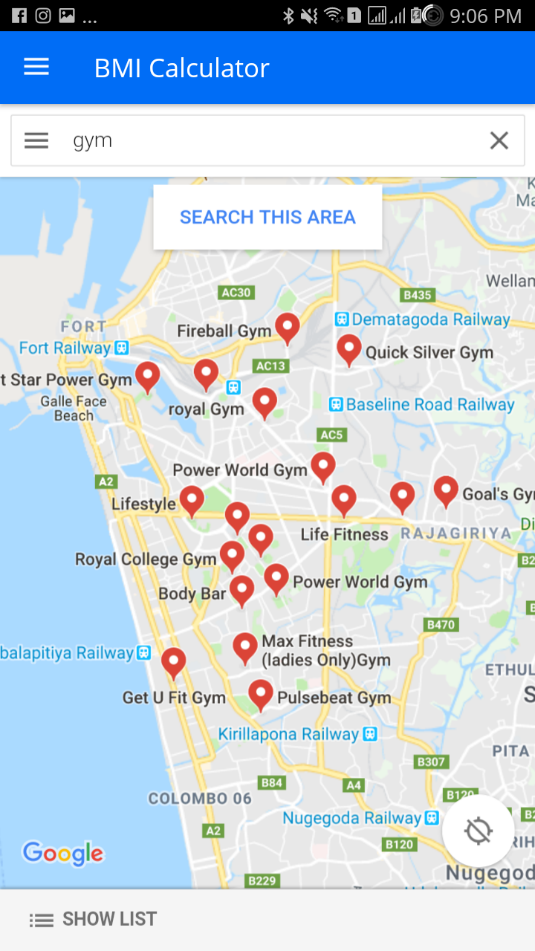 ... 1 9:06 PM
BMI Calculator
gym
SEARCH THIS AREA
Wellan
AC30
B435
FORT
Fireball Gym
Dematagoda Railway
Fort Railway
Quick Silver Gym
AC13
t Star Power Gym
Galle Face
Beach
royal Gym
Baseline Road Railway
AC5
Power World Gym
A2
Lifestyle
Goal's Gy
Life Fitness
RAJAGIRIYA
Di
Royal College Gym
B2
Power World Gym
Body Bar
B470
Max Fitness
(ladies Only)Gym
balapitiya Railway
ETHUL
Get U Fit Gym
Pulsebeat Gym
S
Kirillapona Railway
PITA
B307
B84
A4
COLOMBO 06
B120
Nugegoda Railway
A2
B120
RIH
Google
Nugegod
B229
SHOW LIST